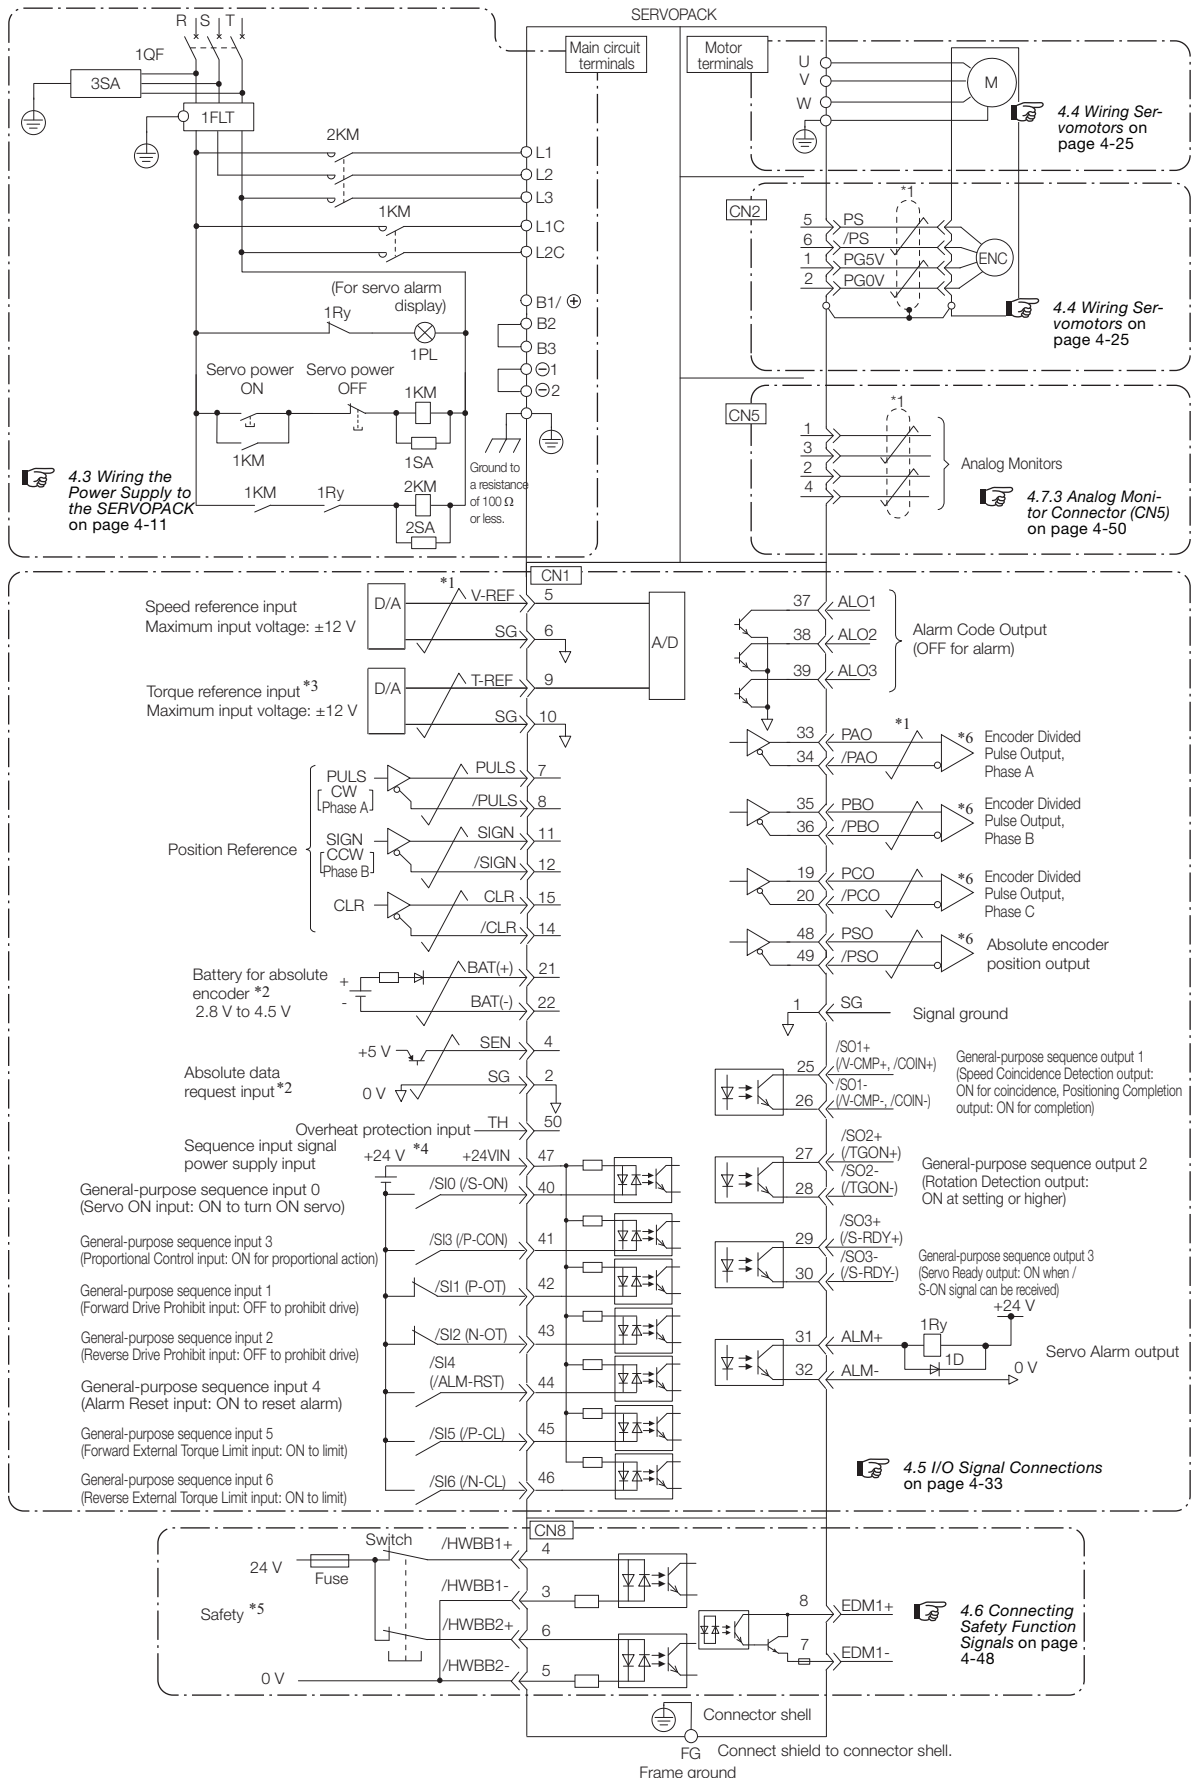 SERVOPACK
R S T
1QF
3SA
1FLT
2KM
1KM
Main circuit
terminals
L1
L2
L3
L1C
L2C
B1/ ⊕
B2
B3
⊖1
⊖2
(For servo alarm
display)
1Ry
1PL
Servo power
ON
Servo power
OFF
1KM
1KM
1SA
1KM
1Ry
2KM
2SA
Ground to
a resistance
of 100 Ω
or less.
4.3 Wiring the
Power Supply to
the SERVOPACK
on page 4-11
Motor
terminals
U
V
W
M
4.4 Wiring Ser-
vomotors on
page 4-25
CN2
*1
5 PS
6 /PS
1 PG5V
2 PG0V
ENC
4.4 Wiring Ser-
vomotors on
page 4-25
CN5
*1
1
3
2
4
Analog Monitors
4.7.3 Analog Moni-
tor Connector (CN5)
on page 4-50
CN1
Speed reference input
Maximum input voltage: ±12 V
D/A
*1
V-REF 5
SG 6
A/D
Torque reference input *3
Maximum input voltage: ±12 V
D/A
T-REF 9
SG 10
Position Reference
PULS
CW
Phase A
PULS 7
/PULS 8
SIGN
CCW
Phase B
SIGN 11
/SIGN 12
CLR
CLR 15
/CLR 14
Battery for absolute
encoder *2
2.8 V to 4.5 V
+
-
BAT(+) 21
BAT(-) 22
Absolute data
request input *2
+5 V
SEN 4
0 V
SG 2
Overheat protection input TH 50
Sequence input signal
power supply input
+24 V *4
+24VIN 47
General-purpose sequence input 0
(Servo ON input: ON to turn ON servo)
/SI0 (/S-ON) 40
General-purpose sequence input 3
(Proportional Control input: ON for proportional action)
/SI3 (/P-CON) 41
General-purpose sequence input 1
(Forward Drive Prohibit input: OFF to prohibit drive)
/SI1 (P-OT) 42
General-purpose sequence input 2
(Reverse Drive Prohibit input: OFF to prohibit drive)
/SI2 (N-OT) 43
General-purpose sequence input 4
(Alarm Reset input: ON to reset alarm)
/SI4
(/ALM-RST) 44
General-purpose sequence input 5
(Forward External Torque Limit input: ON to limit)
/SI5 (/P-CL) 45
General-purpose sequence input 6
(Reverse External Torque Limit input: ON to limit)
/SI6 (/N-CL) 46
37 ALO1
38 ALO2
39 ALO3
Alarm Code Output
(OFF for alarm)
33 PAO
34 /PAO
*1
*6
Encoder Divided
Pulse Output,
Phase A
35 PBO
36 /PBO
*6
Encoder Divided
Pulse Output,
Phase B
19 PCO
20 /PCO
*6
Encoder Divided
Pulse Output,
Phase C
48 PSO
49 /PSO
*6
Absolute encoder
position output
1 SG
Signal ground
/SO1+
25 (/V-CMP+, /COIN+)
/SO1-
26 (/V-CMP-, /COIN-)
General-purpose sequence output 1
(Speed Coincidence Detection output:
ON for coincidence, Positioning Completion
output: ON for completion)
/SO2+
27 (/TGON+)
/SO2-
28 (/TGON-)
General-purpose sequence output 2
(Rotation Detection output:
ON at setting or higher)
/SO3+
29 (/S-RDY+)
/SO3-
30 (/S-RDY-)
General-purpose sequence output 3
(Servo Ready output: ON when /
S-ON signal can be received)
+24 V
1Ry
31 ALM+
1D
32 ALM-
0 V
Servo Alarm output
4.5 I/O Signal Connections
on page 4-33
CN8
Switch
24 V
Fuse
Safety *5
0 V
/HWBB1+ 4
/HWBB1- 3
/HWBB2+ 6
/HWBB2- 5
8 EDM1+
7 EDM1-
4.6 Connecting
Safety Function
Signals on page
4-48
Connector shell
FG Connect shield to connector shell.
Frame ground